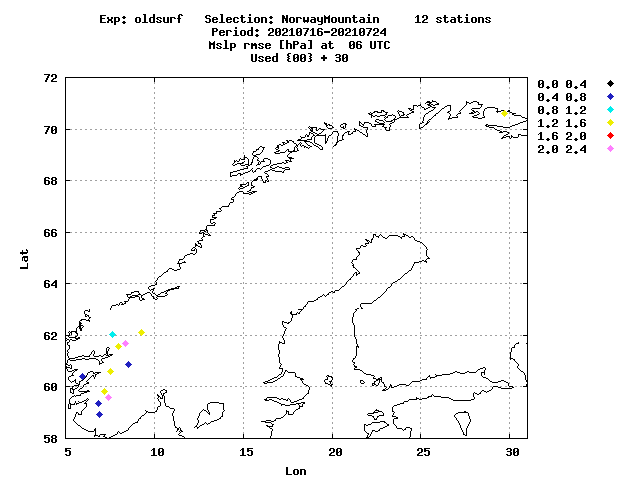 Exp: oldsurf   Selection: NorwayMountain     12 stations
Period: 20210716-20210724
Mslp rmse [hPa] at  06 UTC
Used {00} + 30
72
70
68
66
64
62
60
58
Lat
5 10 15 20 25 30
Lon
0.0 0.4
0.4 0.8
0.8 1.2
1.2 1.6
1.6 2.0
2.0 2.4